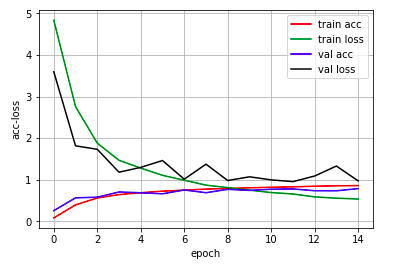 5
4
3
2
1
0
acc-loss
train acc
train loss
val acc
val loss
0 2 4 6 8 10 12 14
epoch